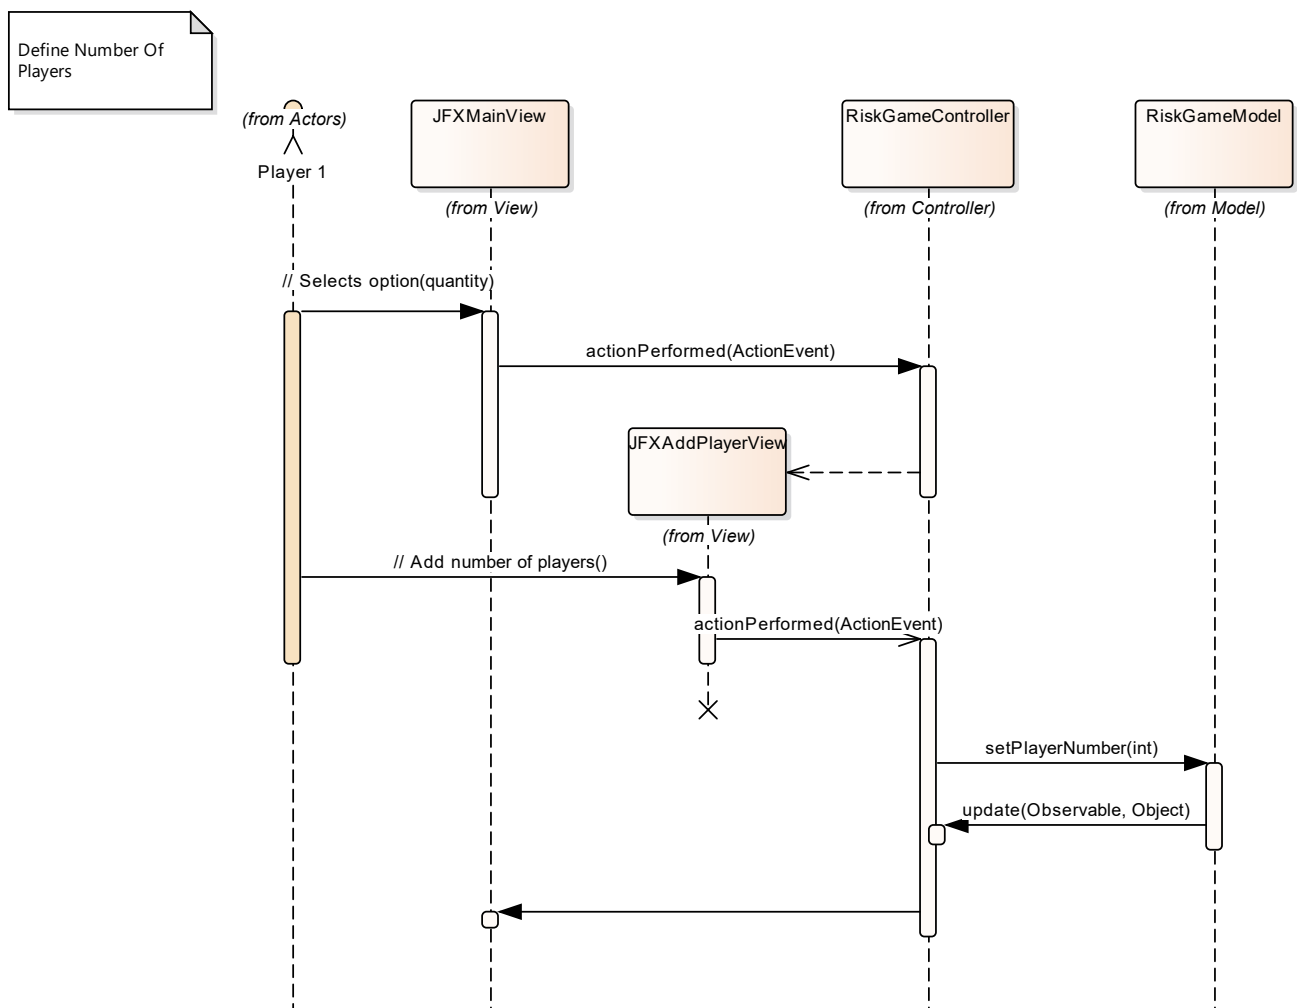 Define Number Of
Players
(from Actors)
Player 1
JFXMainView
(from View)
RiskGameController
(from Controller)
RiskGameModel
(from Model)
// Selects option(quantity)
actionPerformed(ActionEvent)
JFXAddPlayerView
(from View)
// Add number of players()
actionPerformed(ActionEvent)
setPlayerNumber(int)
update(Observable, Object)